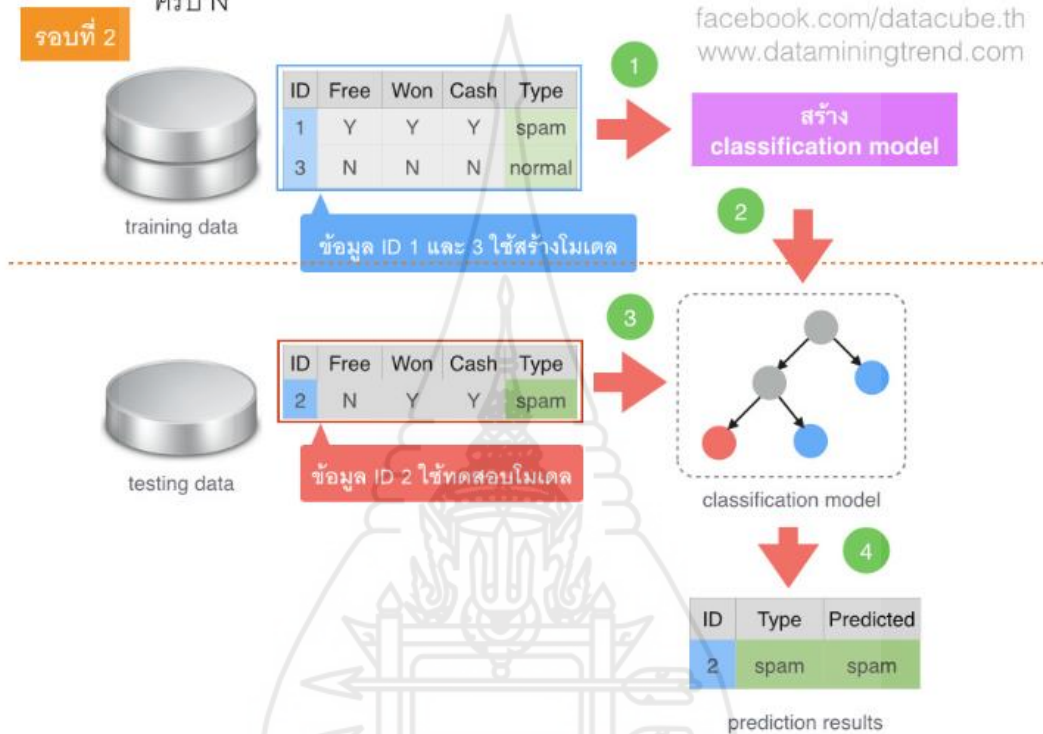 ครบ N
รอบที่ 2
facebook.com/datacube.th
www.dataminingtrend.com
ID Free Won Cash Type
1 Y Y Y spam
3 N N N normal
training data
ข้อมูล ID 1 และ 3 ใช้สร้างโมเดล
1
สร้าง
classification model
2
ID Free Won Cash Type
2 N Y Y spam
testing data
ข้อมูล ID 2 ใช้ทดสอบโมเดล
3
classification model
4
ID Type Predicted
2 spam spam
prediction results